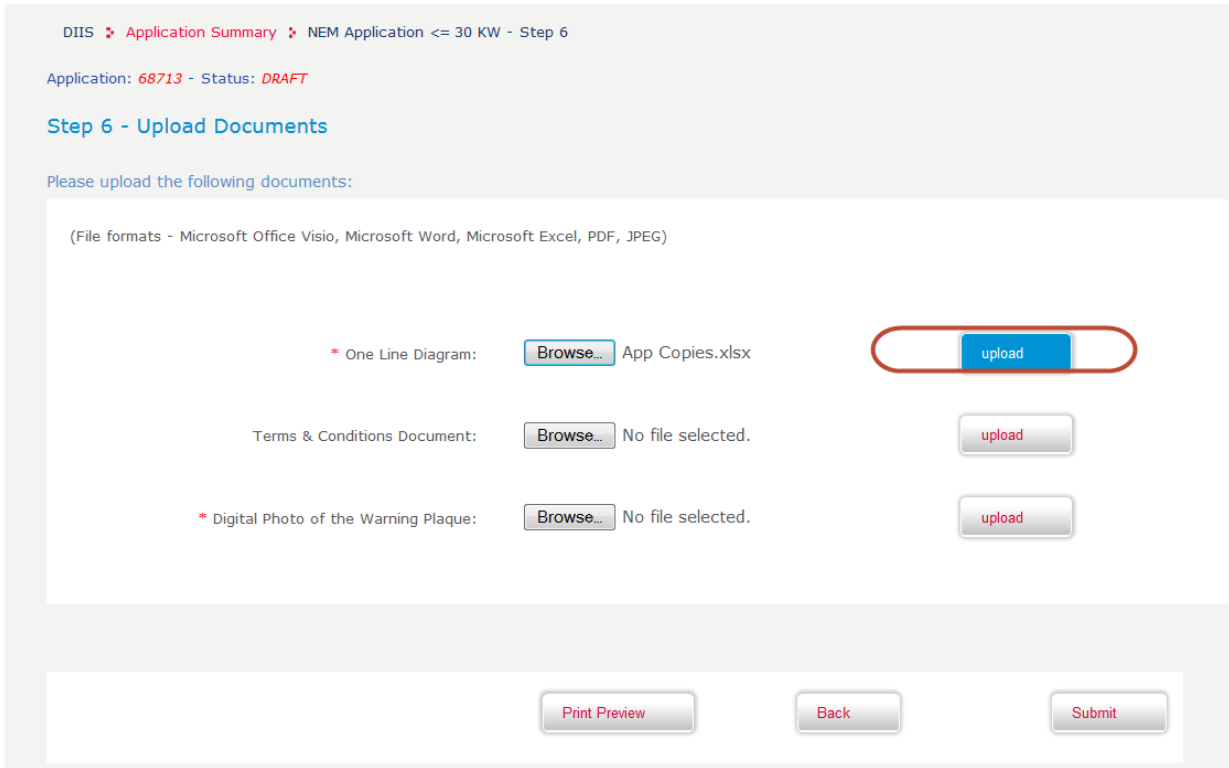 DIIS Application Summary NEM Application <= 30 KW - Step 6
Application: 68713 - Status: DRAFT
Step 6 - Upload Documents
Please upload the following documents:
(File formats - Microsoft Office Visio, Microsoft Word, Microsoft Excel, PDF, JPEG)
* One Line Diagram: Browse... App Copies.xlsx upload
Terms & Conditions Document: Browse... No file selected. upload
* Digital Photo of the Warning Plaque: Browse... No file selected. upload
Print Preview Back Submit